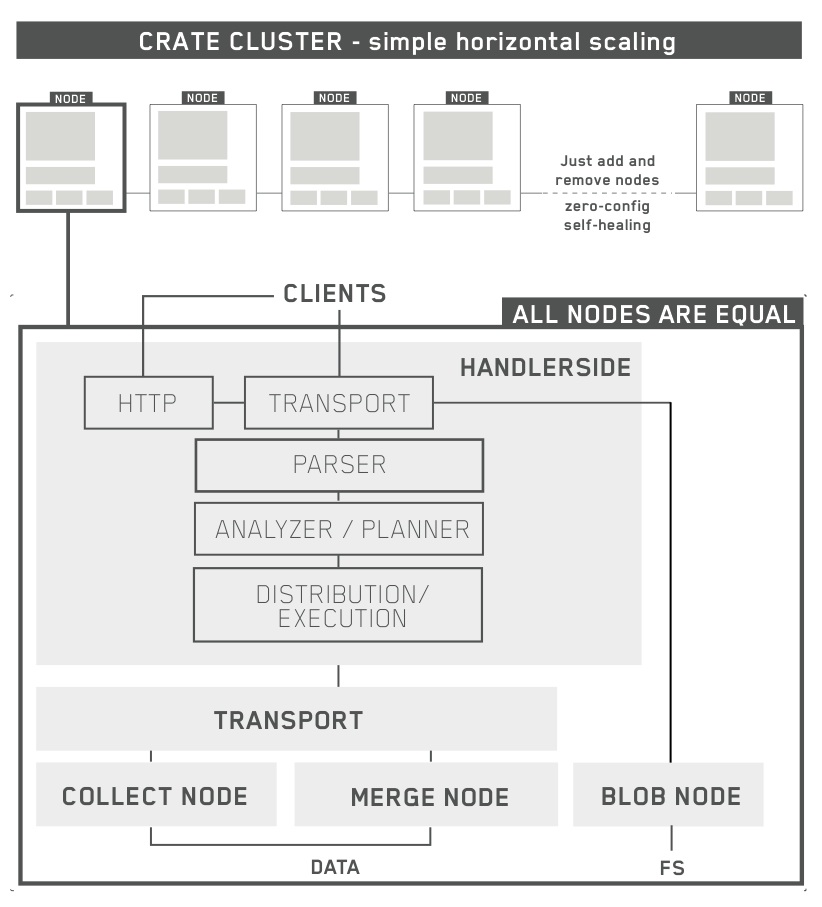 CRATE CLUSTER - simple horizontal scaling
NODE
NODE
NODE
NODE
NODE
Just add and
remove nodes
zero-config
self-healing
CLIENTS
ALL NODES ARE EQUAL
HANDLERSIDE
HTTP
TRANSPORT
PARSER
ANALYZER / PLANNER
DISTRIBUTION/
EXECUTION
TRANSPORT
COLLECT NODE
MERGE NODE
BLOB NODE
DATA
FS